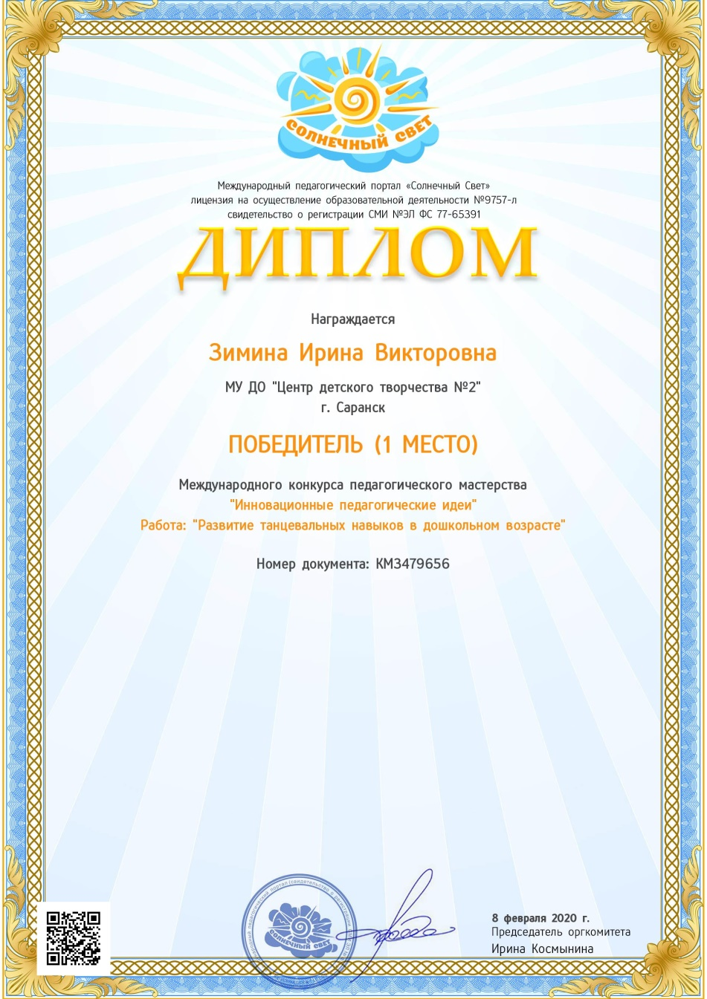 СОЛНЕЧНЫЙ СВЕТ
Международный педагогический портал «Солнечный Свет»
лицензия на осуществление образовательной деятельности №9757-л
свидетельство о регистрации СМИ №ЭЛ ФС 77-65391
ДИПЛОМ
Награждается
Зимина Ирина Викторовна
МУ ДО "Центр детского творчества №2"
г. Саранск
ПОБЕДИТЕЛЬ (1 МЕСТО)
Международного конкурса педагогического мастерства
"Инновационные педагогические идеи"
Работа: "Развитие танцевальных навыков в дошкольном возрасте"
Номер документа: КМ3479656
педагогический портал (свидетельство о регистрации
СОЛНЕЧНЫЙ СВЕТ
8 февраля 2020 г.
Председатель оргкомитета
Ирина Космынина